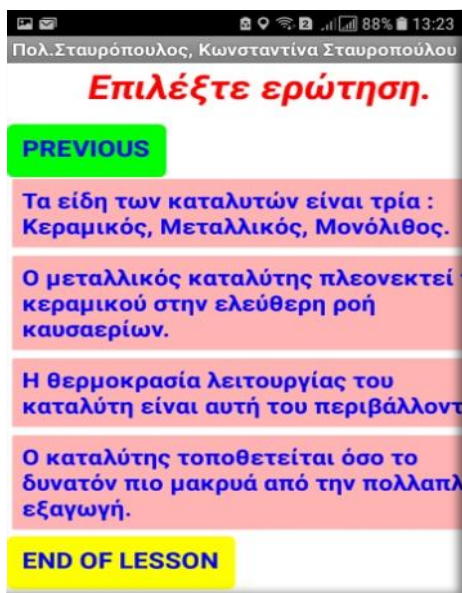 88% 13:23
Πολ.Σταυρόπουλος, Κωνσταντίνα Σταυροπούλου
Επιλέξτε ερώτηση.
PREVIOUS
Τα είδη των καταλυτών είναι τρία :
Κεραμικός, Μεταλλικός, Μονόλιθος.
Ο μεταλλικός καταλύτης πλεονεκτεί
κεραμικού στην ελεύθερη ροή
καυσαερίων.
Η θερμοκρασία λειτουργίας του
καταλύτη είναι αυτή του περιβάλλοντ
Ο καταλύτης τοποθετείται όσο το
δυνατόν πιο μακρυά από την πολλαπλ
εξαγωγή.
END OF LESSON